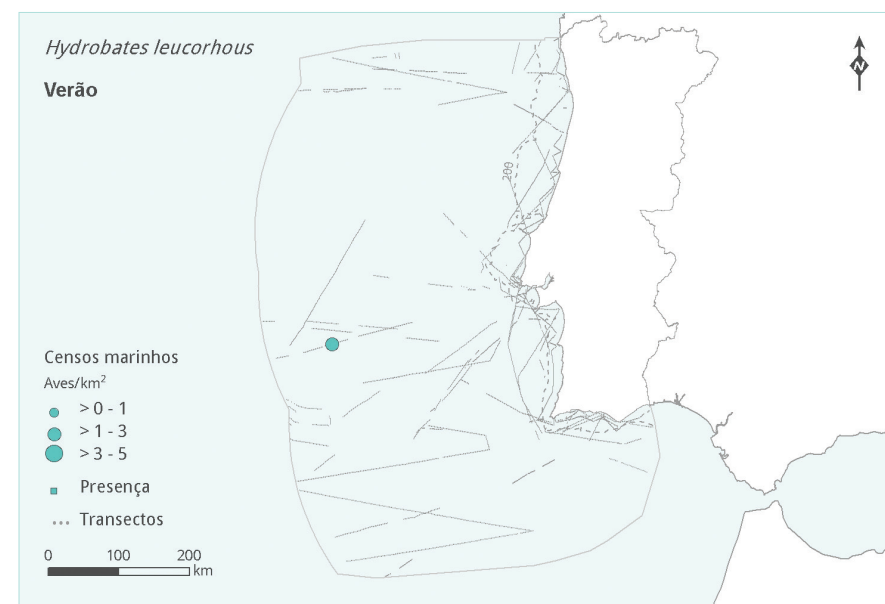 Hydrobates leucorhous
Verão
N
200
Censos marinhos
Aves/km²
> 0 - 1
> 1 - 3
> 3 - 5
Presença
Transectos
0 100 200
km